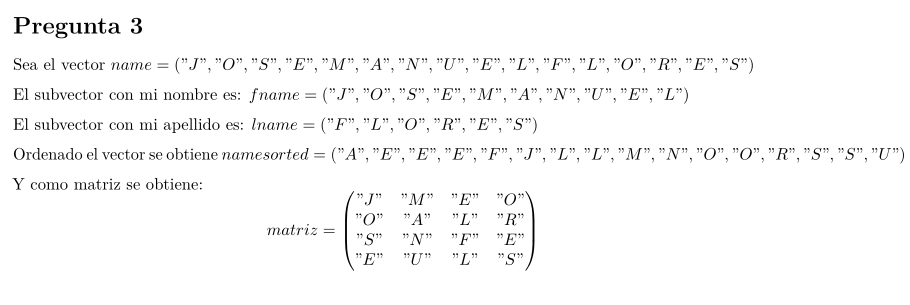 Pregunta 3
Sea el vector name = ("J", "O", "S", "E", "M", "A", "N", "U", "E", "L", "F", "L", "O", "R", "E", "S")
El subvector con mi nombre es: fname = ("J", "O", "S", "E", "M", "A", "N", "U", "E", "L")
El subvector con mi apellido es: lname = ("F", "L", "O", "R", "E", "S")
Ordenado el vector se obtiene namesorted = ("A", "E", "E", "E", "F", "J", "L", "L", "M", "N", "O", "O", "R", "S", "S", "U")
Y como matriz se obtiene:
"J" "M" "E" "O"
"O" "A" "L" "R"
matriz =
"S" "N" "F" "E"
"E" "U" "L" "S"